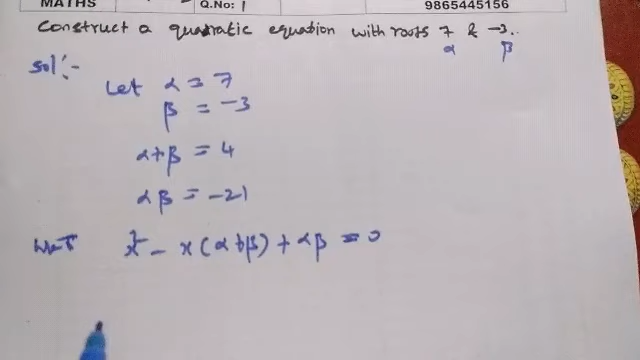 MATHS Q.No: 1 9865445156
Construct a quadratic equation with roots 7 & -3.
α β
Sol:-
Let α = 7
β = -3
α+β = 4
αβ = -21
W.K.T x² - x(α+β) + αβ = 0